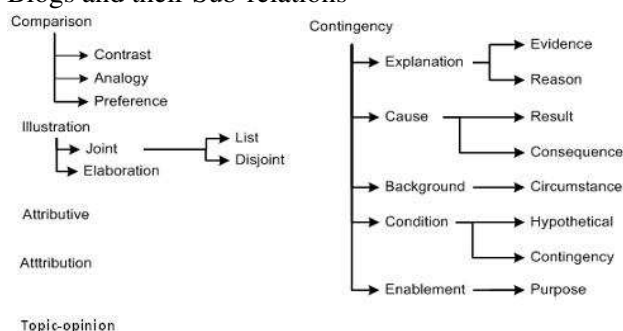 Blogs and their Sub-relations
Comparison
Contrast
Analogy
Preference
Illustration
Joint
List
Disjoint
Elaboration
Attributive
Atttribution
Topic-opinion
Contingency
Explanation
Evidence
Reason
Cause
Result
Consequence
Background
Circumstance
Condition
Hypothetical
Contingency
Enablement
Purpose